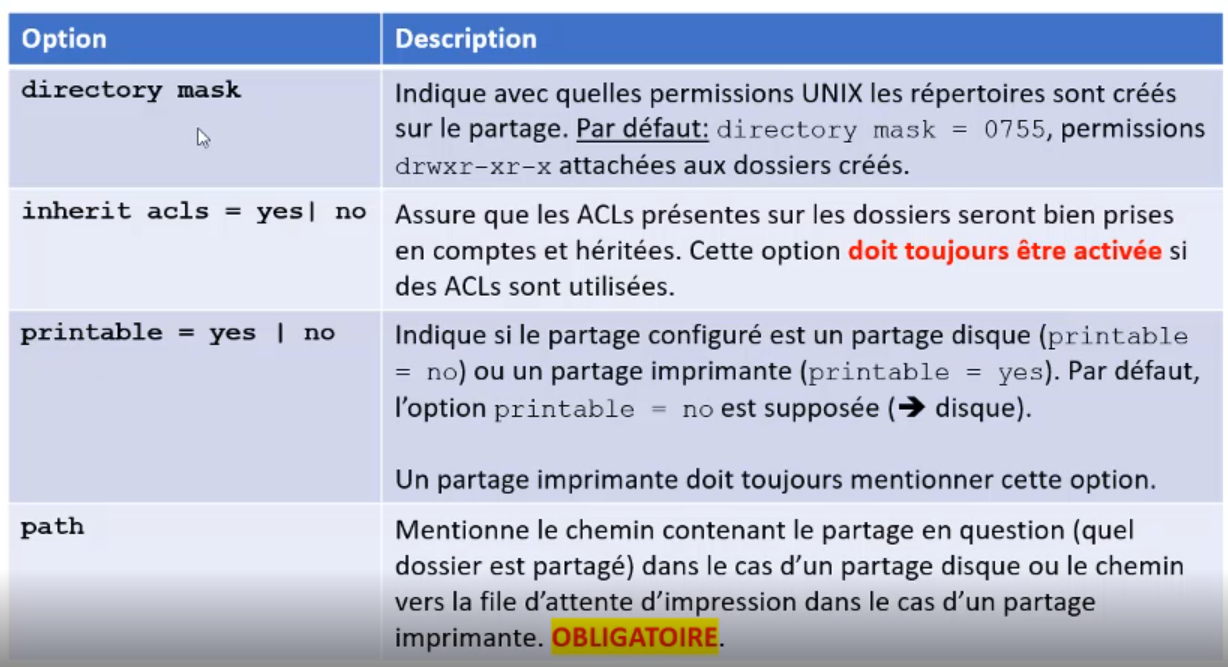 Option
Description
directory mask
Indique avec quelles permissions UNIX les répertoires sont créés
sur le partage. Par défaut: directory mask = 0755, permissions
drwxr-xr-x attachées aux dossiers créés.
inherit acls = yes| no
Assure que les ACLs présentes sur les dossiers seront bien prises
en comptes et héritées. Cette option doit toujours être activée si
des ACLs sont utilisées.
printable = yes | no
Indique si le partage configuré est un partage disque (printable
= no) ou un partage imprimante (printable = yes). Par défaut,
l’option printable = no est supposée (➔ disque).
Un partage imprimante doit toujours mentionner cette option.
path
Mentionne le chemin contenant le partage en question (quel
dossier est partagé) dans le cas d’un partage disque ou le chemin
vers la file d’attente d’impression dans le cas d’un partage
imprimante. OBLIGATOIRE.